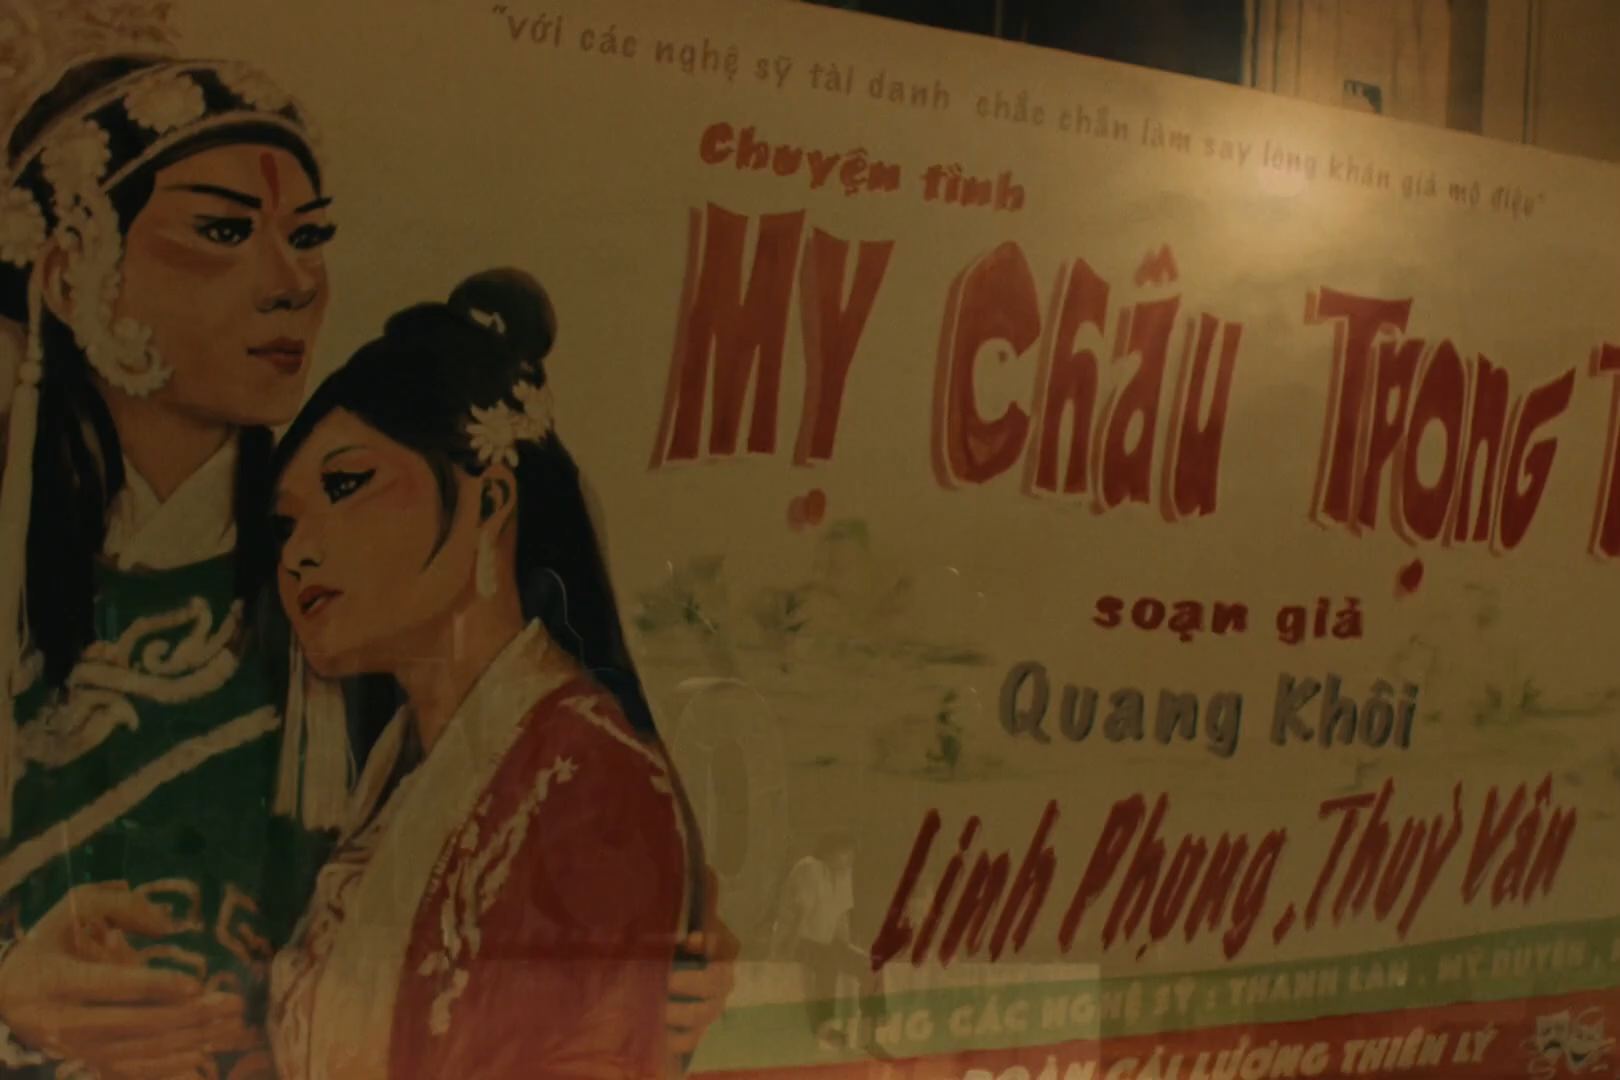 "với các nghệ sỹ tài danh chắc chắn làm say lòng khán giả mộ điệu"
chuyện tình
Mỵ Châu Trọng T
soạn giả
Quang Khôi
Linh Phụng, Thuỳ Vân
CÙNG CÁC NGHỆ SỸ : THANH LAN . MỸ DUYÊN ,
ĐOÀN CẢI LƯƠNG THIÊN LÝ